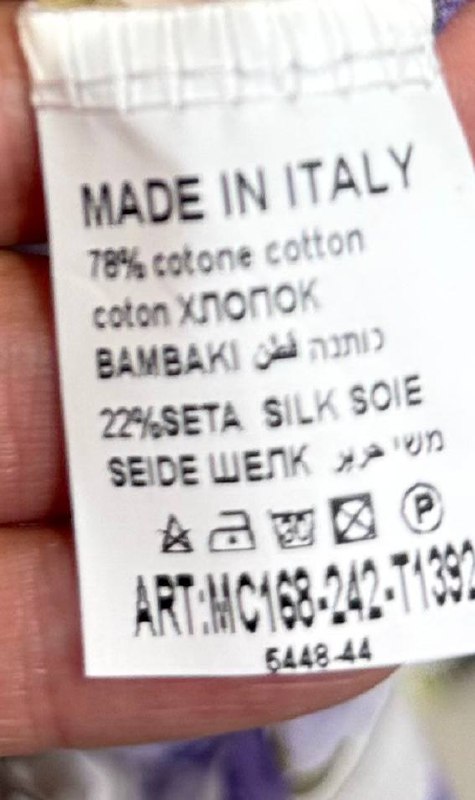 MADE IN ITALY
78% cotone cotton
coton ХЛОПОК
BAMBAKI قطن כותנה
22%SETA SILK SOIE
SEIDE ШЕЛК حرير משי
P
ART:MC168-242-T1392
6448-44